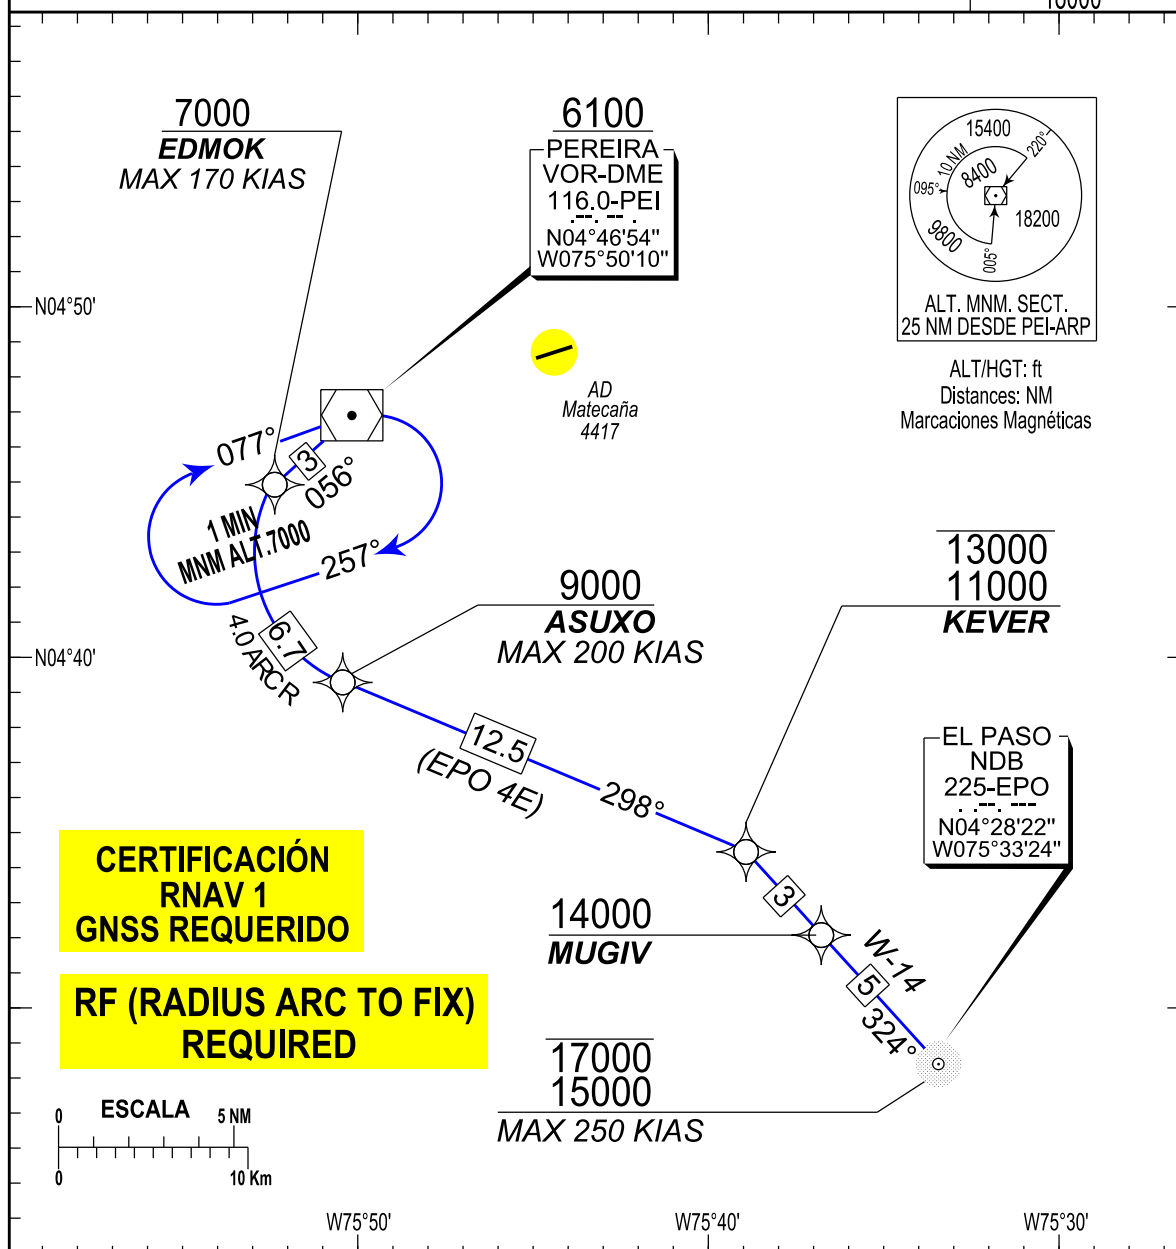 7000
EDMOK
MAX 170 KIAS
6100
PEREIRA
VOR-DME
116.0-PEI
N04°46'54"
W075°50'10"
15400
220°
10 NM
8400
095°
18200
9800
005°
ALT. MNM. SECT.
25 NM DESDE PEI-ARP
ALT/HGT: ft
Distances: NM
Marcaciones Magnéticas
N04°50'
AD
Matecaña
4417
077°
3
056°
1 MIN
MNM ALT.7000
257°
9000
ASUXO
MAX 200 KIAS
13000
11000
KEVER
N04°40'
6.7
4.0 ARC R
12.5
(EPO 4E)
298°
EL PASO
NDB
225-EPO
N04°28'22"
W075°33'24"
CERTIFICACIÓN
RNAV 1
GNSS REQUERIDO
3
14000
MUGIV
W-14
5
324°
RF (RADIUS ARC TO FIX)
REQUIRED
17000
15000
MAX 250 KIAS
0 ESCALA 5 NM
0 10 Km
W75°50'
W75°40'
W75°30'